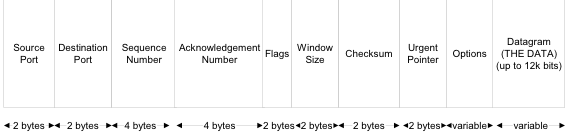 Source
Port
Destination
Port
Sequence
Number
Acknowledgement
Number
Flags
Window
Size
Checksum
Urgent
Pointer
Options
Datagram
(THE DATA)
(up to 12k bits)
2 bytes
2 bytes
4 bytes
4 bytes
2 bytes
2 bytes
2 bytes
2 bytes
variable
variable